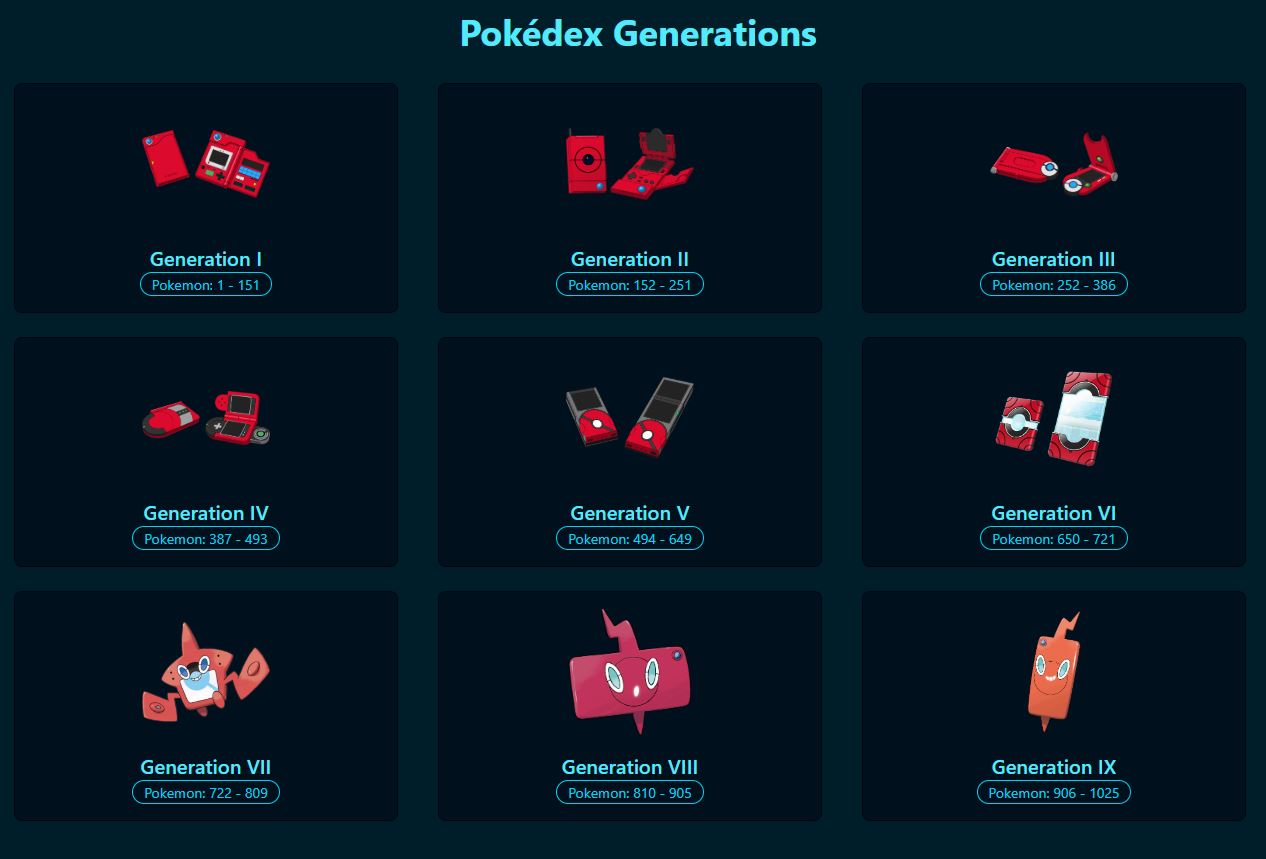 Pokédex Generations
Generation I
Pokemon: 1 - 151
Generation II
Pokemon: 152 - 251
Generation III
Pokemon: 252 - 386
Generation IV
Pokemon: 387 - 493
Generation V
Pokemon: 494 - 649
Generation VI
Pokemon: 650 - 721
Generation VII
Pokemon: 722 - 809
Generation VIII
Pokemon: 810 - 905
Generation IX
Pokemon: 906 - 1025